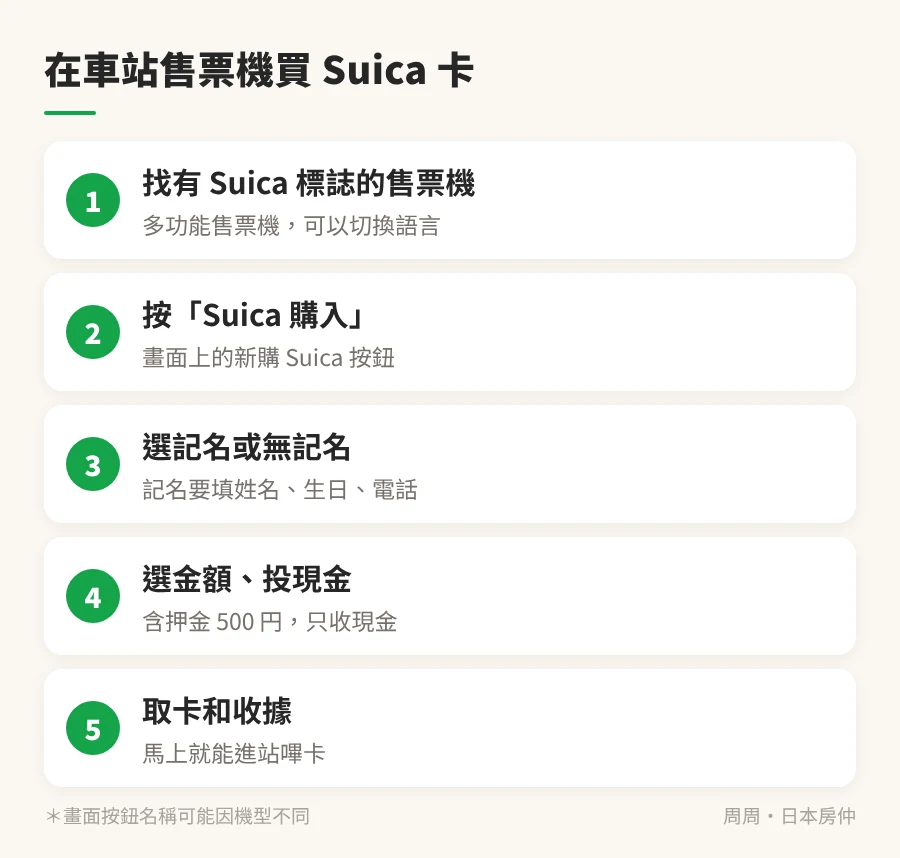 在車站售票機買 Suica 卡
1
找有 Suica 標誌的售票機
多功能售票機，可以切換語言
2
按「Suica 購入」
畫面上的新購 Suica 按鈕
3
選記名或無記名
記名要填姓名、生日、電話
4
選金額、投現金
含押金 500 円，只收現金
5
取卡和收據
馬上就能進站嗶卡
＊畫面按鈕名稱可能因機型不同
周周・日本房仲